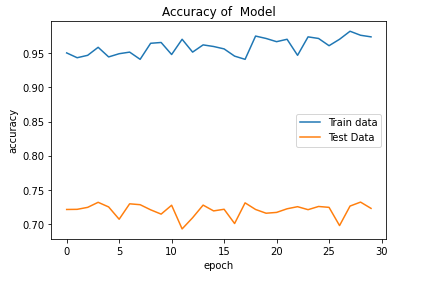 Accuracy of  Model
accuracy
0.95
0.90
0.85
0.80
0.75
0.70
Train data
Test Data
0
5
10
15
20
25
30
epoch